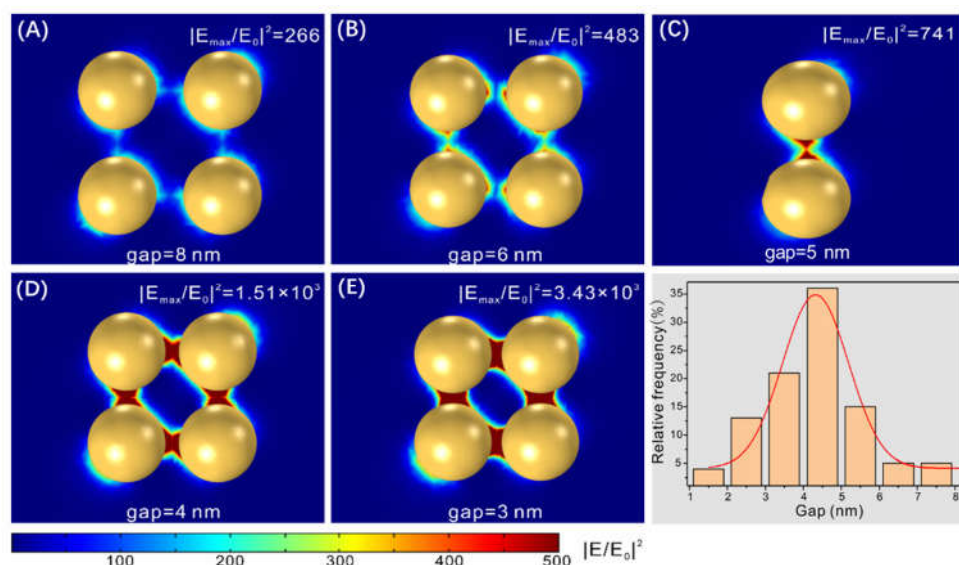 (A)
|Emax/E0|²=266
gap=8 nm
(B)
|Emax/E0|²=483
gap=6 nm
(C)
|Emax/E0|²=741
gap=5 nm
(D)
|Emax/E0|²=1.51×10³
gap=4 nm
(E)
|Emax/E0|²=3.43×10³
gap=3 nm
Relative frequency(%)
35
25
15
5
1 2 3 4 5 6 7 8
Gap (nm)
100 200 300 400 500 |E/E0|²